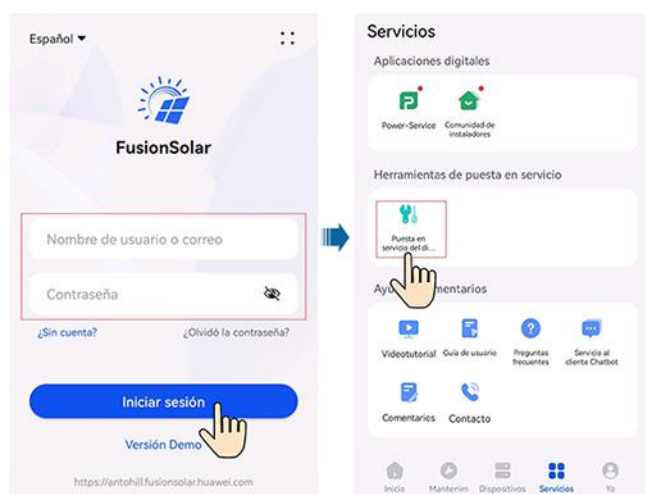 Español
FusionSolar
Nombre de usuario o correo
Contraseña
¿Sin cuenta?
¿Olvidó la contraseña?
Iniciar sesión
Versión Demo
https://antohill.fusionsolar.huawei.com
Servicios
Aplicaciones digitales
Power-Service
Comunidad de
instaladores
Herramientas de puesta en servicio
Puesta en
servicio del di...
Ayu mentarios
Videotutorial
Guía de usuario
Preguntas
frecuentes
Servicio al
cliente Chatbot
Comentarios
Contacto
Inicio
Mantenim
Dispositivos
Servicios
Yo